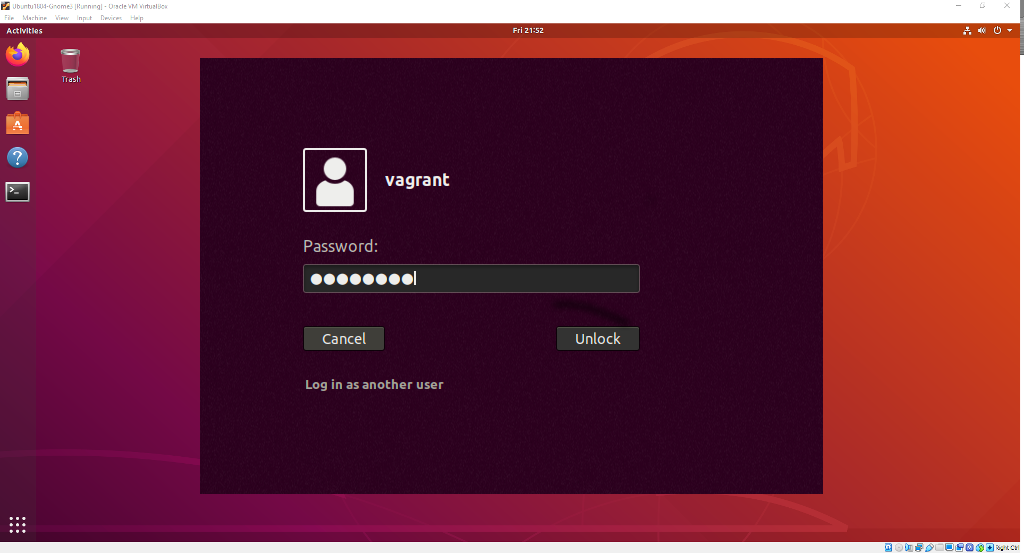 Ubuntu1804-Gnome3 [Running] - Oracle VM VirtualBox
File Machine View Input Devices Help
Activities
Fri 21:52
Trash
vagrant
Password:
Cancel
Unlock
Log in as another user
Right Ctrl